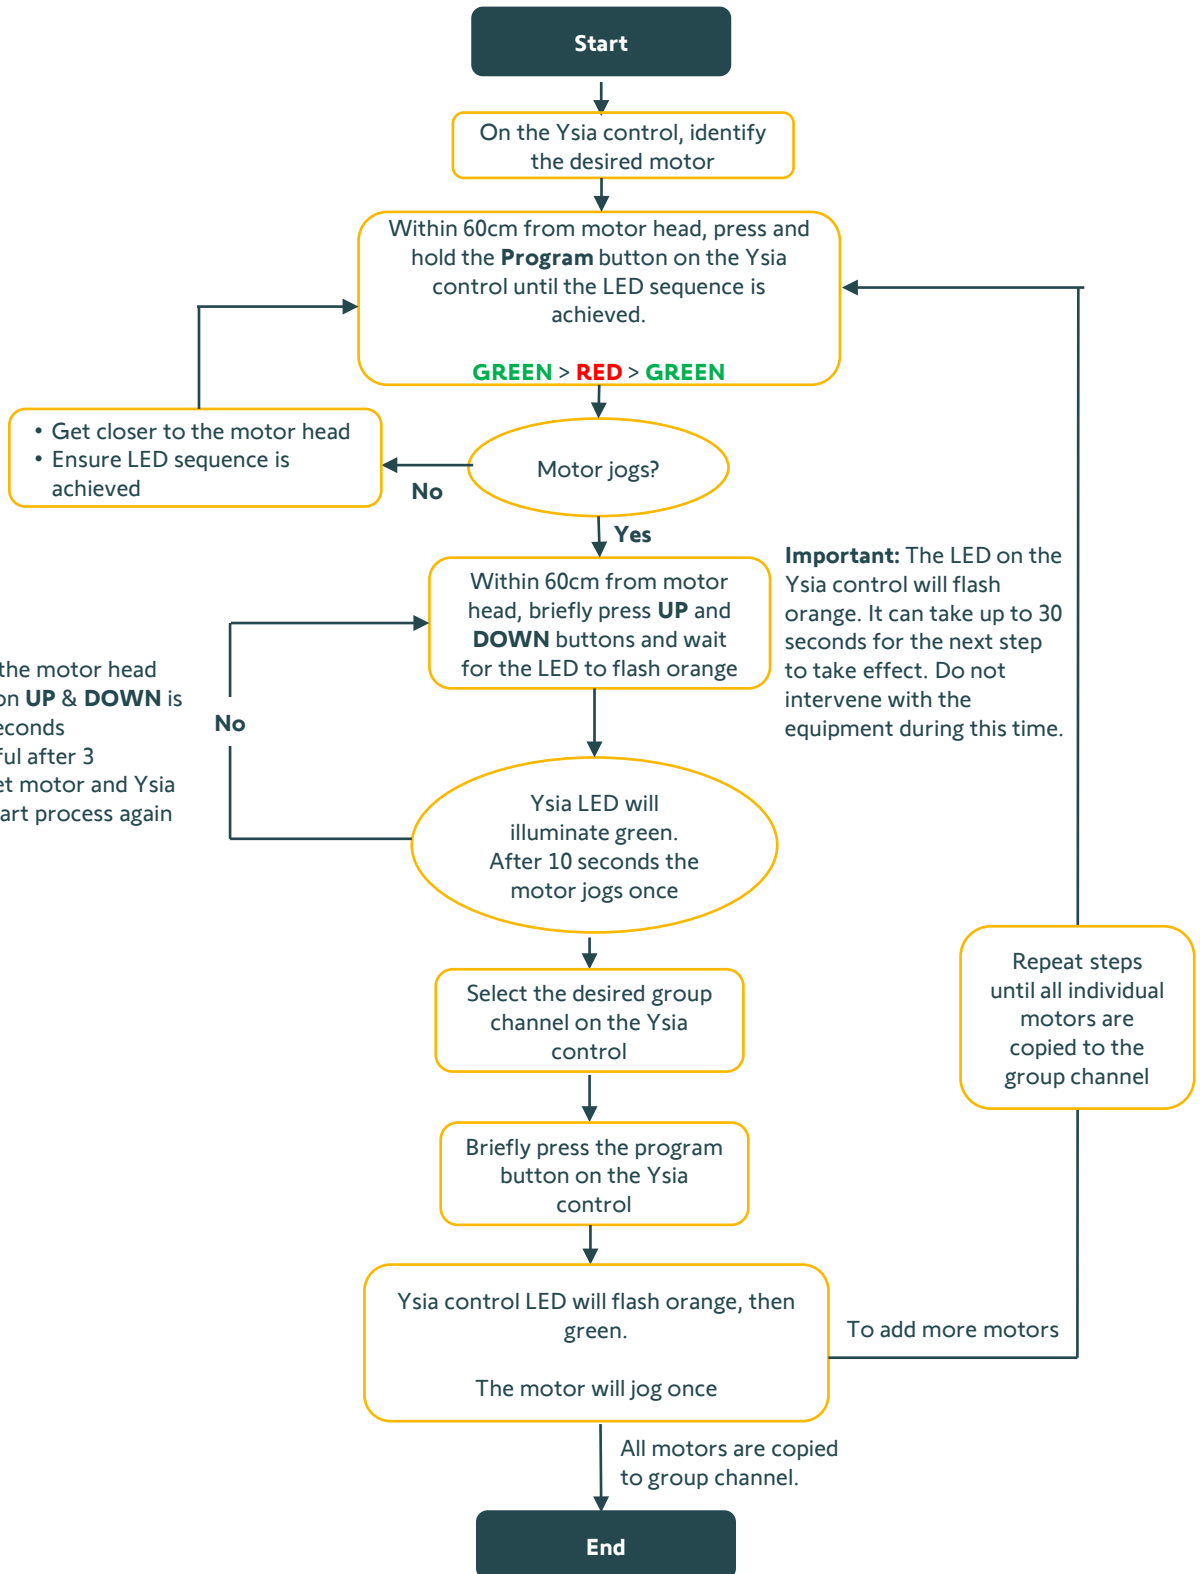 Start
On the Ysia control, identify
the desired motor
Within 60cm from motor head, press and
hold the Program button on the Ysia
control until the LED sequence is
achieved.
GREEN > RED > GREEN
• Get closer to the motor head
• Ensure LED sequence is
achieved
No
Motor jogs?
Yes
Within 60cm from motor
head, briefly press UP and
DOWN buttons and wait
for the LED to flash orange
Important: The LED on the
Ysia control will flash
orange. It can take up to 30
seconds for the next step
to take effect. Do not
intervene with the
equipment during this time.
the motor head
on UP & DOWN is
econds
ful after 3
et motor and Ysia
art process again
No
Ysia LED will
illuminate green.
After 10 seconds the
motor jogs once
Select the desired group
channel on the Ysia
control
Repeat steps
until all individual
motors are
copied to the
group channel
Briefly press the program
button on the Ysia
control
Ysia control LED will flash orange, then
green.
The motor will jog once
To add more motors
All motors are copied
to group channel.
End